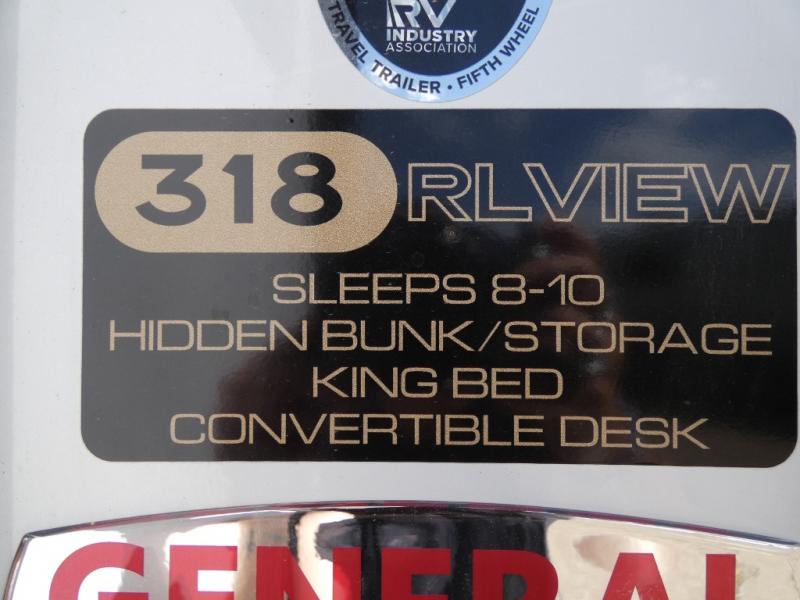 RV
INDUSTRY
ASSOCIATION
TRAVEL TRAILER • FIFTH WHEEL
318 RLVIEW
SLEEPS 8-10
HIDDEN BUNK/STORAGE
KING BED
CONVERTIBLE DESK
GENERAL